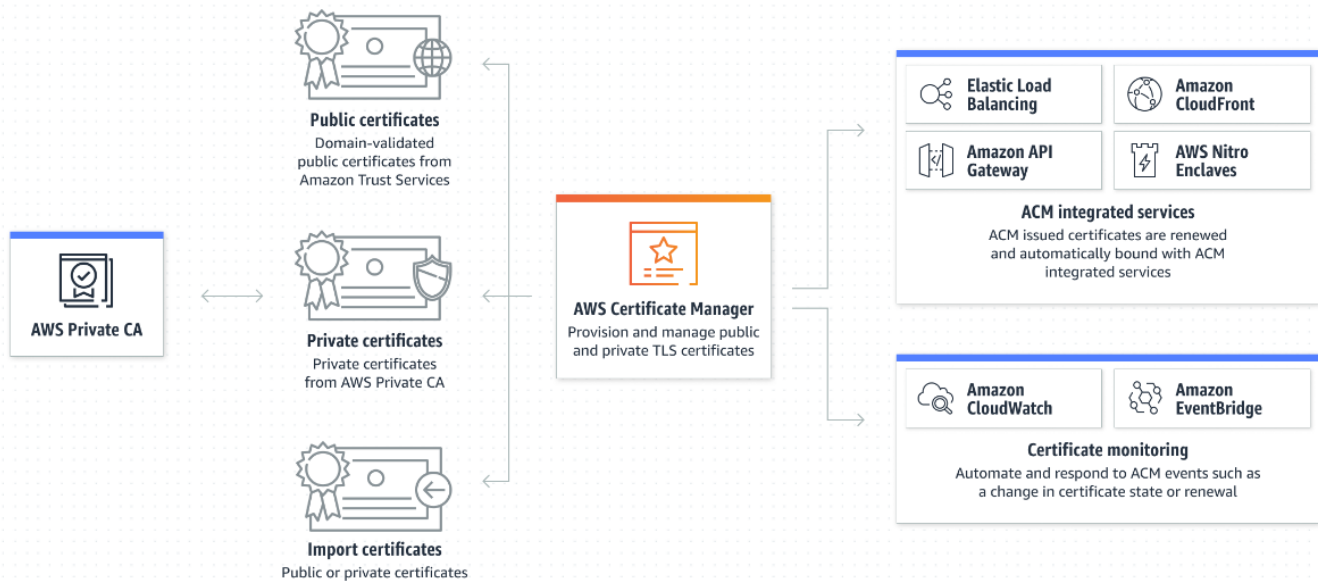 Public certificates
Domain-validated
public certificates from
Amazon Trust Services
AWS Private CA
Private certificates
Private certificates
from AWS Private CA
Import certificates
Public or private certificates
AWS Certificate Manager
Provision and manage public
and private TLS certificates
Elastic Load
Balancing
Amazon
CloudFront
Amazon API
Gateway
AWS Nitro
Enclaves
ACM integrated services
ACM issued certificates are renewed
and automatically bound with ACM
integrated services
Amazon
CloudWatch
Amazon
EventBridge
Certificate monitoring
Automate and respond to ACM events such as
a change in certificate state or renewal